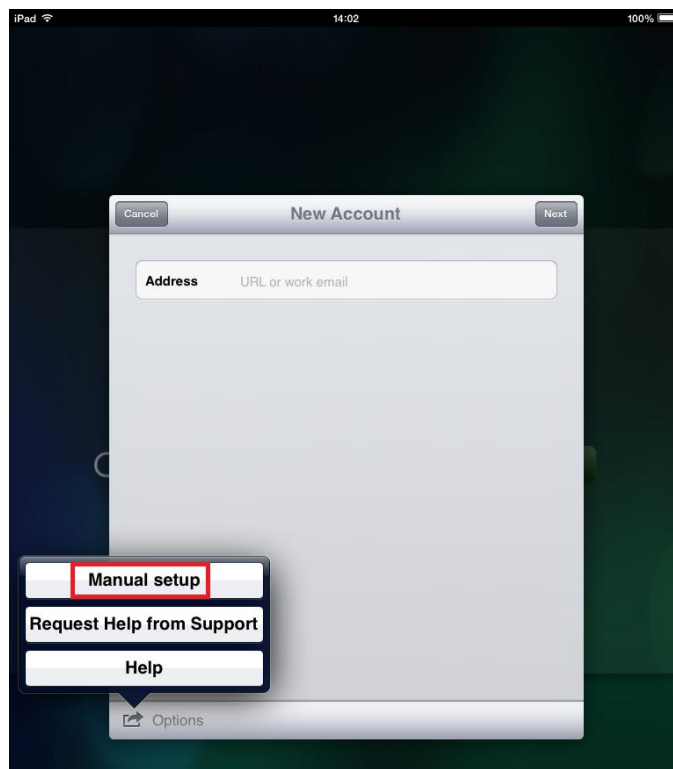 iPad 14:02 100%
Cancel New Account Next
Address URL or work email
Manual setup
Request Help from Support
Help
Options